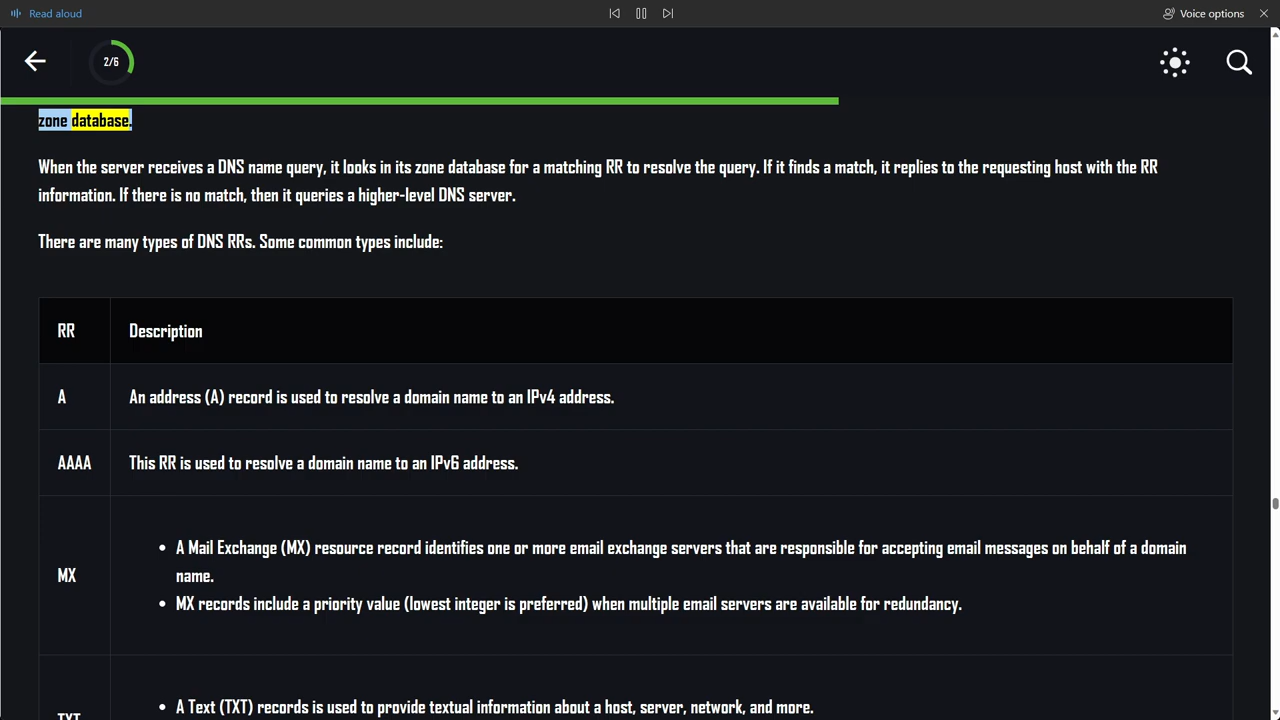 Read aloud
Voice options
2/6
zone database.
When the server receives a DNS name query, it looks in its zone database for a matching RR to resolve the query. If it finds a match, it replies to the requesting host with the RR
information. If there is no match, then it queries a higher-level DNS server.
There are many types of DNS RRs. Some common types include:
RR Description
A An address (A) record is used to resolve a domain name to an IPv4 address.
AAAA This RR is used to resolve a domain name to an IPv6 address.
• A Mail Exchange (MX) resource record identifies one or more email exchange servers that are responsible for accepting email messages on behalf of a domain
name.
MX
• MX records include a priority value (lowest integer is preferred) when multiple email servers are available for redundancy.
• A Text (TXT) records is used to provide textual information about a host, server, network, and more.
TXT